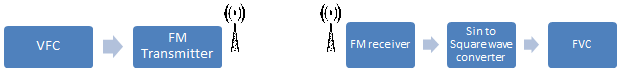 VFC
FM
Transmitter
FM receiver
Sin to
Square wave
converter
FVC